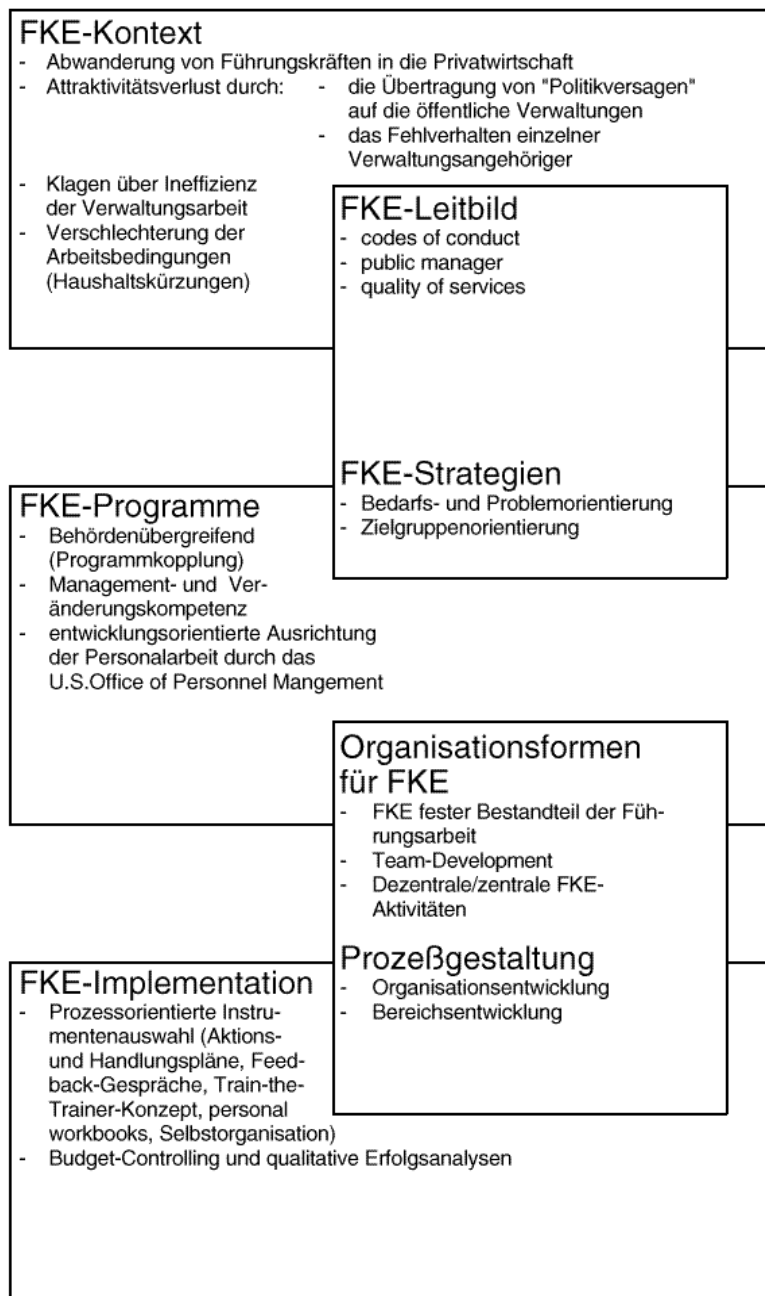 FKE-Kontext
- Abwanderung von Führungskräften in die Privatwirtschaft
- Attraktivitätsverlust durch: - die Übertragung von "Politikversagen"
auf die öffentliche Verwaltungen
- das Fehlverhalten einzelner
Verwaltungsangehöriger
- Klagen über Ineffizienz
der Verwaltungsarbeit
- Verschlechterung der
Arbeitsbedingungen
(Haushaltskürzungen)
FKE-Leitbild
- codes of conduct
- public manager
- quality of services
FKE-Strategien
- Bedarfs- und Problemorientierung
- Zielgruppenorientierung
FKE-Programme
- Behördenübergreifend
(Programmkopplung)
- Management- und Ver-
änderungskompetenz
- entwicklungsorientierte Ausrichtung
der Personalarbeit durch das
U.S.Office of Personnel Mangement
Organisationsformen
für FKE
- FKE fester Bestandteil der Füh-
rungsarbeit
- Team-Development
- Dezentrale/zentrale FKE-
Aktivitäten
Prozeßgestaltung
- Organisationsentwicklung
- Bereichsentwicklung
FKE-Implementation
- Prozessorientierte Instru-
mentenauswahl (Aktions-
und Handlungspläne, Feed-
back-Gespräche, Train-the-
Trainer-Konzept, personal
workbooks, Selbstorganisation)
- Budget-Controlling und qualitative Erfolgsanalysen